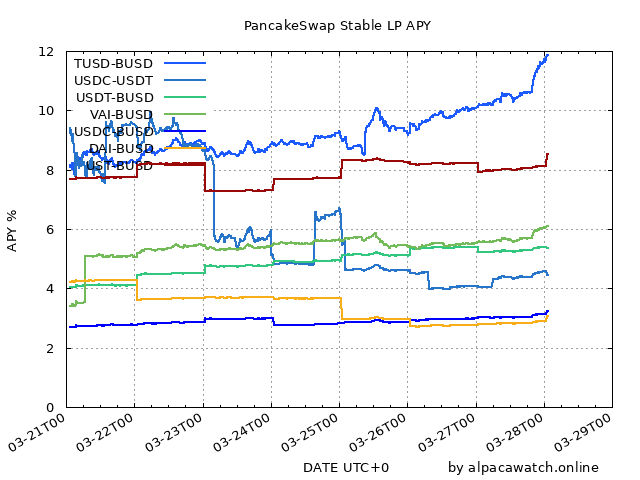 PancakeSwap Stable LP APY
12
10
8
6
4
2
0
APY %
TUSD-BUSD
USDC-USDT
USDT-BUSD
VAI-BUSD
USDC-BUSD
DAI-BUSD
UST-BUSD
03-21T00
03-22T00
03-23T00
03-24T00
03-25T00
03-26T00
03-27T00
03-28T00
03-29T00
DATE UTC+0
by alpacawatch.online